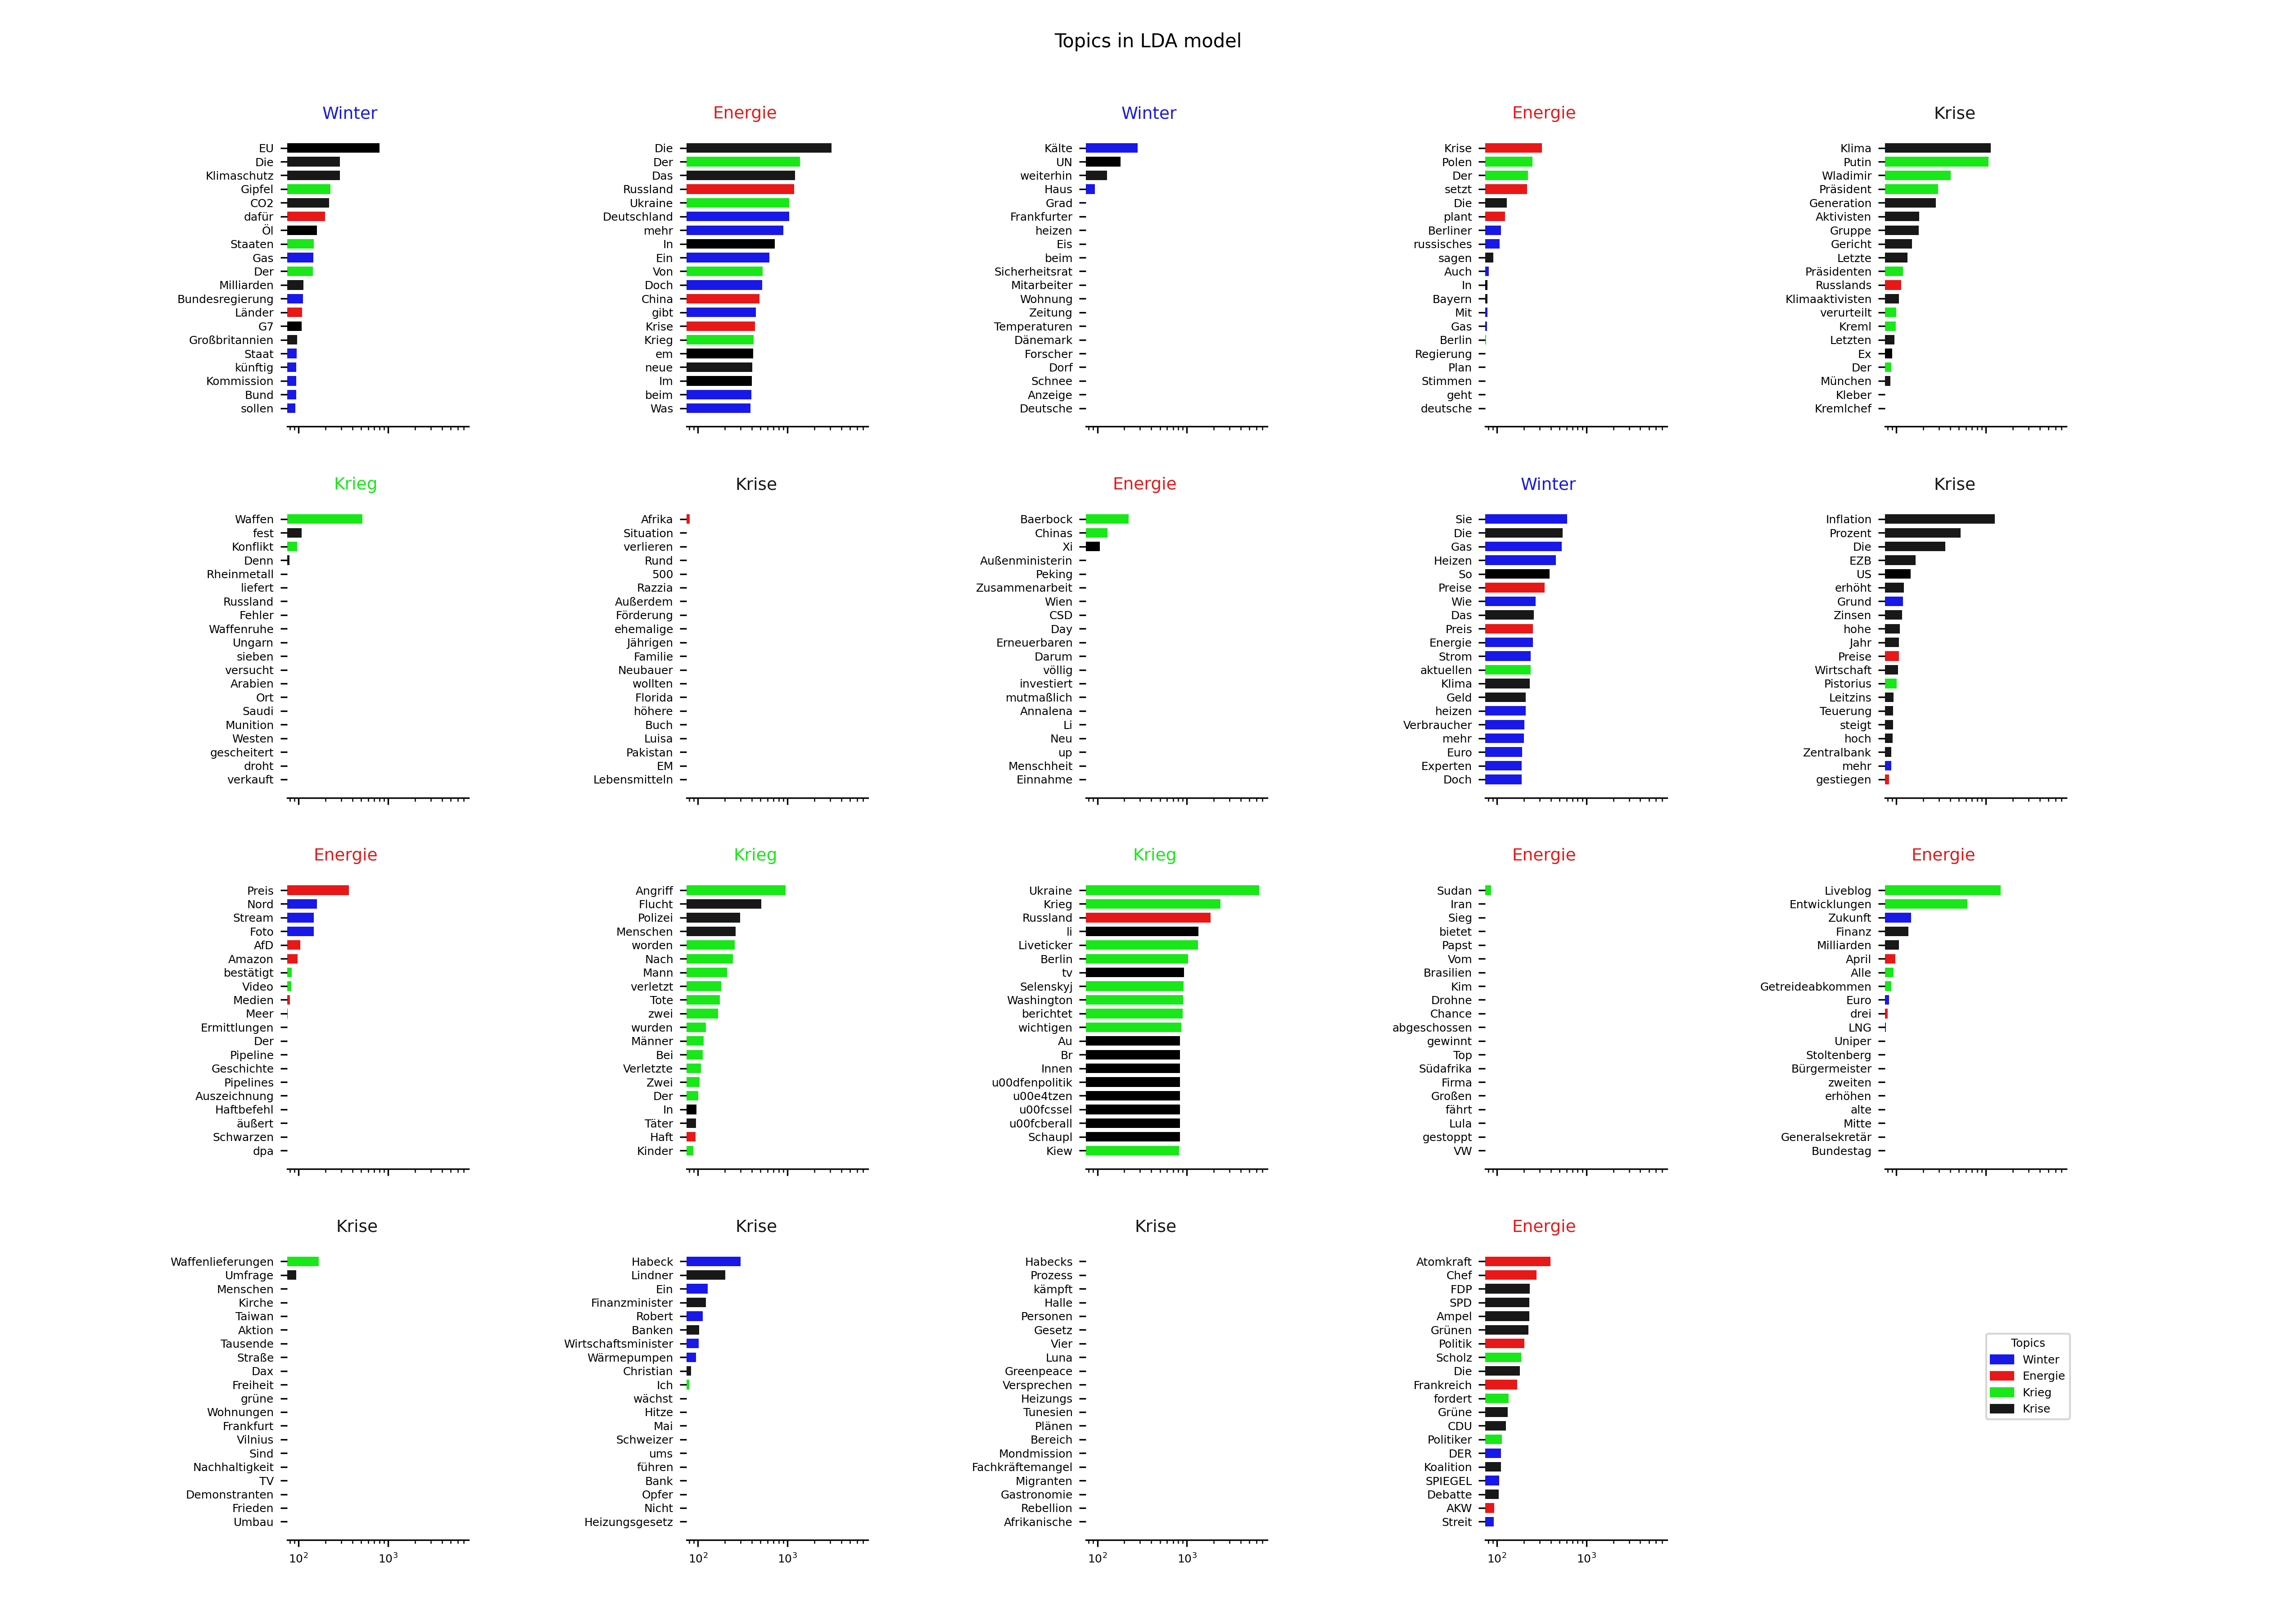 Topics in LDA model
Winter
EU
Die
Klimaschutz
Gipfel
CO2
dafür
Öl
Staaten
Gas
Der
Milliarden
Bundesregierung
Länder
G7
Großbritannien
Staat
künftig
Kommission
Bund
sollen
Energie
Die
Der
Das
Russland
Ukraine
Deutschland
mehr
In
Ein
Von
Doch
China
gibt
Krise
Krieg
em
neue
Im
beim
Was
Winter
Kälte
UN
weiterhin
Haus
Grad
Frankfurter
heizen
Eis
beim
Sicherheitsrat
Mitarbeiter
Wohnung
Zeitung
Temperaturen
Dänemark
Forscher
Dorf
Schnee
Anzeige
Deutsche
Energie
Krise
Polen
Der
setzt
Die
plant
Berliner
russisches
sagen
Auch
In
Bayern
Mit
Gas
Berlin
Regierung
Plan
Stimmen
geht
deutsche
Krise
Klima
Putin
Wladimir
Präsident
Generation
Aktivisten
Gruppe
Gericht
Letzte
Präsidenten
Russlands
Klimaaktivisten
verurteilt
Kreml
Letzten
Ex
Der
München
Kleber
Kremlchef
Krieg
Waffen
fest
Konflikt
Denn
Rheinmetall
liefert
Russland
Fehler
Waffenruhe
Ungarn
sieben
versucht
Arabien
Ort
Saudi
Munition
Westen
gescheitert
droht
verkauft
Krise
Afrika
Situation
verlieren
Rund
500
Razzia
Außerdem
Förderung
ehemalige
Jährigen
Familie
Neubauer
wollten
Florida
höhere
Buch
Luisa
Pakistan
EM
Lebensmitteln
Energie
Baerbock
Chinas
Xi
Außenministerin
Peking
Zusammenarbeit
Wien
CSD
Day
Erneuerbaren
Darum
völlig
investiert
mutmaßlich
Annalena
Li
Neu
up
Menschheit
Einnahme
Winter
Sie
Die
Gas
Heizen
So
Preise
Wie
Das
Preis
Energie
Strom
aktuellen
Klima
Geld
heizen
Verbraucher
mehr
Euro
Experten
Doch
Krise
Inflation
Prozent
Die
EZB
US
erhöht
Grund
Zinsen
hohe
Jahr
Preise
Wirtschaft
Pistorius
Leitzins
Teuerung
steigt
hoch
Zentralbank
mehr
gestiegen
Energie
Preis
Nord
Stream
Foto
AfD
Amazon
bestätigt
Video
Medien
Meer
Ermittlungen
Der
Pipeline
Geschichte
Pipelines
Auszeichnung
Haftbefehl
äußert
Schwarzen
dpa
Krieg
Angriff
Flucht
Polizei
Menschen
worden
Nach
Mann
verletzt
Tote
zwei
wurden
Männer
Bei
Verletzte
Zwei
Der
In
Täter
Haft
Kinder
Krieg
Ukraine
Krieg
Russland
li
Liveticker
Berlin
tv
Selenskyj
Washington
berichtet
wichtigen
Au
Br
Innen
u00dfenpolitik
u00e4tzen
u00fcssel
u00fcberall
Schaupl
Kiew
Energie
Sudan
Iran
Sieg
bietet
Papst
Vom
Brasilien
Kim
Drohne
Chance
abgeschossen
gewinnt
Top
Südafrika
Firma
Großen
fährt
Lula
gestoppt
VW
Energie
Liveblog
Entwicklungen
Zukunft
Finanz
Milliarden
April
Alle
Getreideabkommen
Euro
drei
LNG
Uniper
Stoltenberg
Bürgermeister
zweiten
erhöhen
alte
Mitte
Generalsekretär
Bundestag
Krise
Waffenlieferungen
Umfrage
Menschen
Kirche
Taiwan
Aktion
Tausende
Straße
Dax
Freiheit
grüne
Wohnungen
Frankfurt
Vilnius
Sind
Nachhaltigkeit
TV
Demonstranten
Frieden
Umbau
10² 10³
Krise
Habeck
Lindner
Ein
Finanzminister
Robert
Banken
Wirtschaftsminister
Wärmepumpen
Christian
Ich
wächst
Hitze
Mai
Schweizer
ums
führen
Bank
Opfer
Nicht
Heizungsgesetz
10² 10³
Krise
Habecks
Prozess
kämpft
Halle
Personen
Gesetz
Vier
Luna
Greenpeace
Versprechen
Heizungs
Tunesien
Plänen
Bereich
Mondmission
Fachkräftemangel
Migranten
Gastronomie
Rebellion
Afrikanische
10² 10³
Energie
Atomkraft
Chef
FDP
SPD
Ampel
Grünen
Politik
Scholz
Die
Frankreich
fordert
Grüne
CDU
Politiker
DER
Koalition
SPIEGEL
Debatte
AKW
Streit
10² 10³
Topics
Winter
Energie
Krieg
Krise